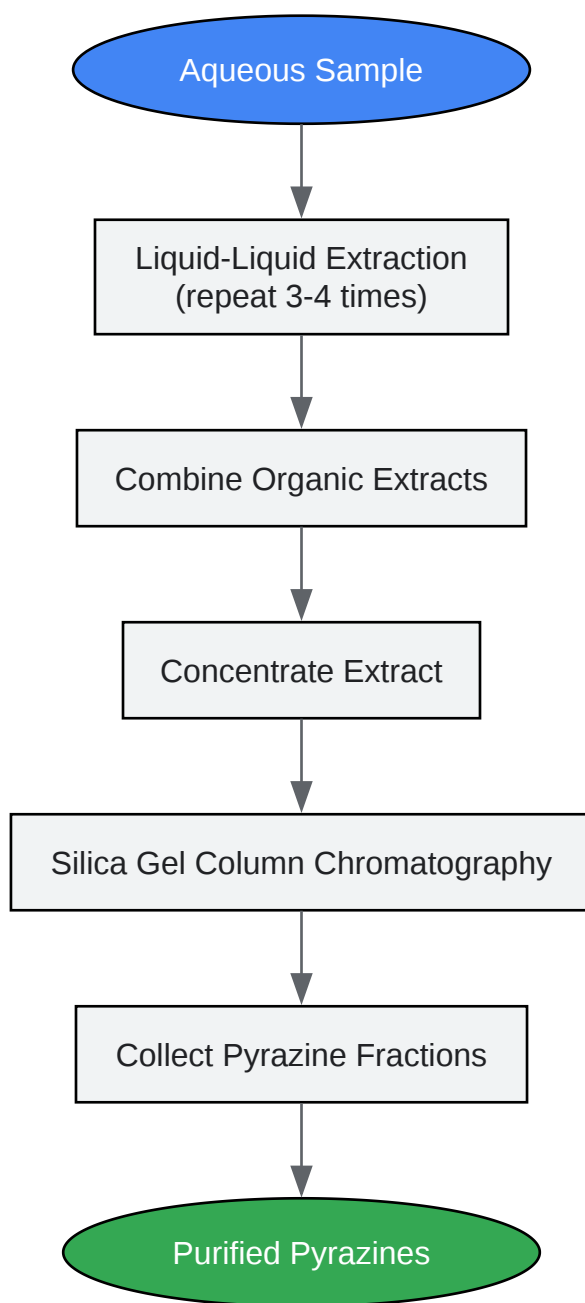 Aqueous Sample
Liquid-Liquid Extraction
(repeat 3-4 times)
Combine Organic Extracts
Concentrate Extract
Silica Gel Column Chromatography
Collect Pyrazine Fractions
Purified Pyrazines